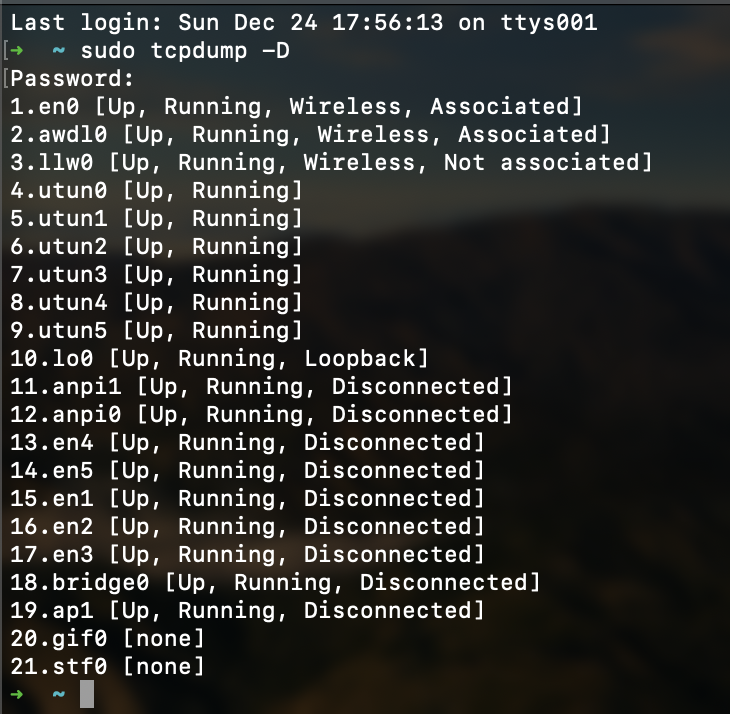 Last login: Sun Dec 24 17:56:13 on ttys001
[➜  ~ sudo tcpdump -D
[Password:
1.en0 [Up, Running, Wireless, Associated]
2.awdl0 [Up, Running, Wireless, Associated]
3.llw0 [Up, Running, Wireless, Not associated]
4.utun0 [Up, Running]
5.utun1 [Up, Running]
6.utun2 [Up, Running]
7.utun3 [Up, Running]
8.utun4 [Up, Running]
9.utun5 [Up, Running]
10.lo0 [Up, Running, Loopback]
11.anpi1 [Up, Running, Disconnected]
12.anpi0 [Up, Running, Disconnected]
13.en4 [Up, Running, Disconnected]
14.en5 [Up, Running, Disconnected]
15.en1 [Up, Running, Disconnected]
16.en2 [Up, Running, Disconnected]
17.en3 [Up, Running, Disconnected]
18.bridge0 [Up, Running, Disconnected]
19.ap1 [Up, Running, Disconnected]
20.gif0 [none]
21.stf0 [none]
➜  ~